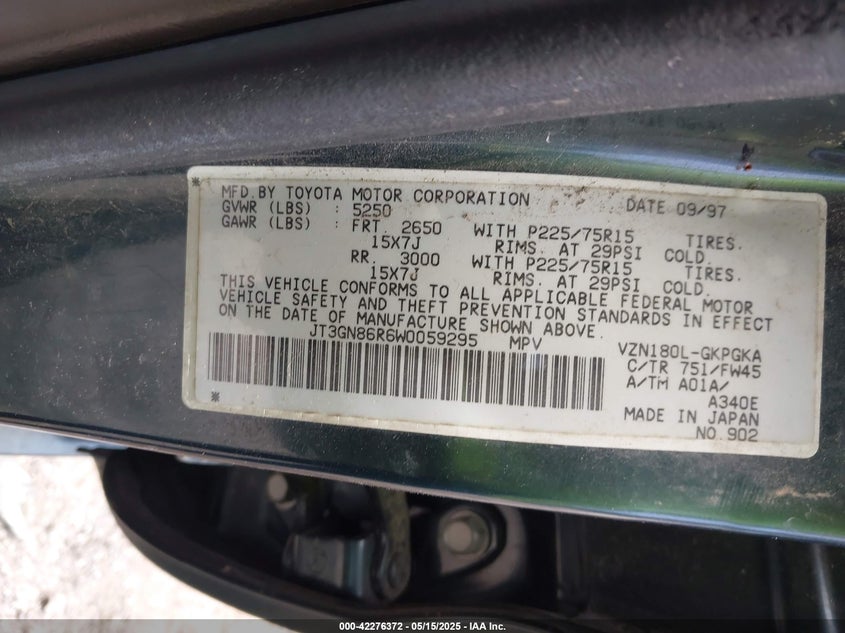 MFD.BY TOYOTA MOTOR CORPORATION DATE 09/97
GVWR (LBS) : 5250
GAWR (LBS) : FRT. 2650 WITH P225/75R15 TIRES.
15X7J RIMS. AT 29PSI COLD.
RR. 3000 WITH P225/75R15 TIRES.
15X7J RIMS. AT 29PSI COLD.
THIS VEHICLE CONFORMS TO ALL APPLICABLE FEDERAL MOTOR
VEHICLE SAFETY AND THEFT PREVENTION STANDARDS IN EFFECT
ON THE DATE OF MANUFACTURE SHOWN ABOVE.
JT3GN86R6W0059295 MPV
VZN180L-GKPGKA
C/TR 751/FW45
A/TM A01A/
A340E
MADE IN JAPAN
NO.902
000-42276372 - 05/15/2025 - IAA Inc.